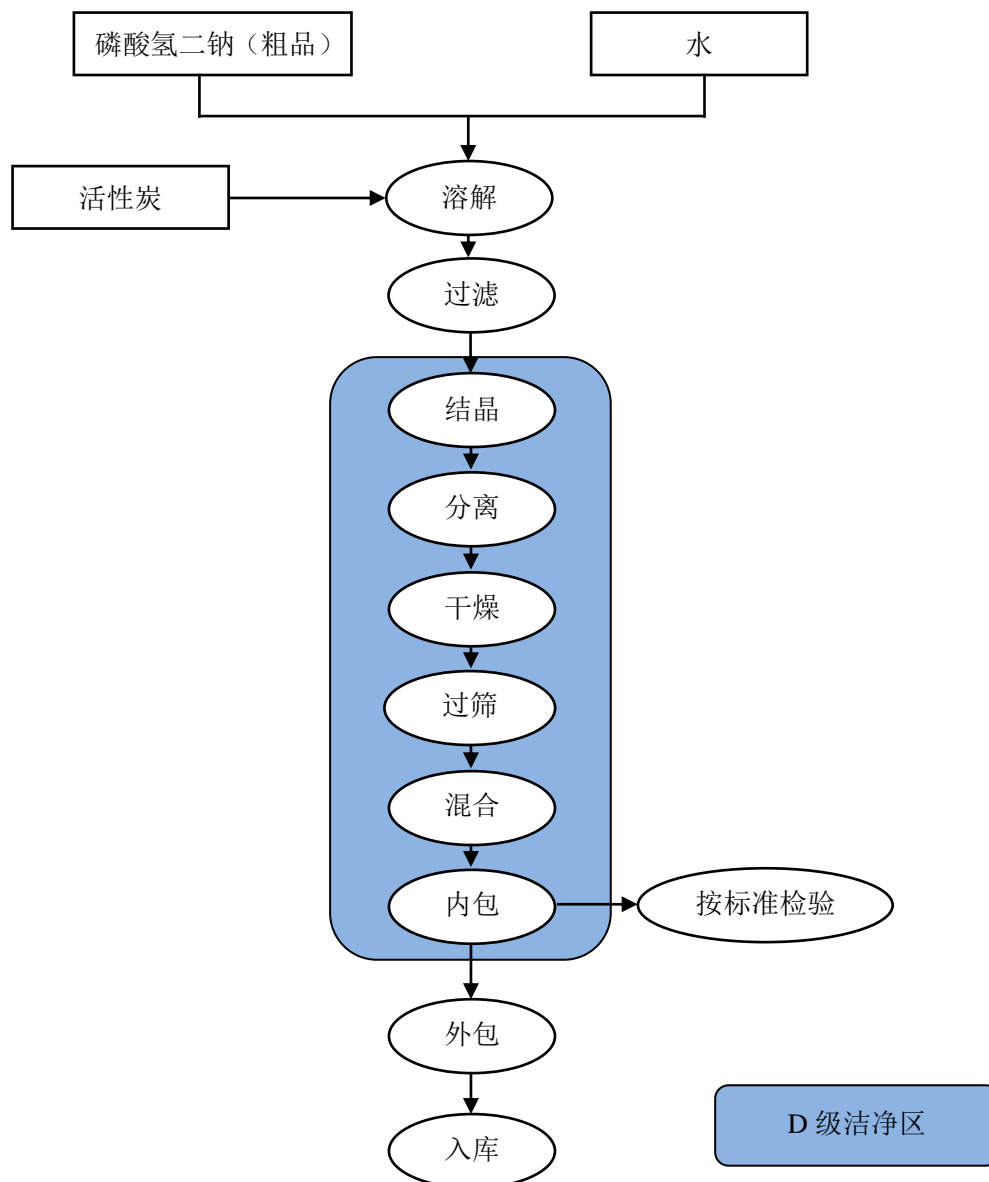 磷酸氢二钠（粗品）
水
活性炭
溶解
过滤
结晶
分离
干燥
过筛
混合
内包
按标准检验
外包
D 级洁净区
入库